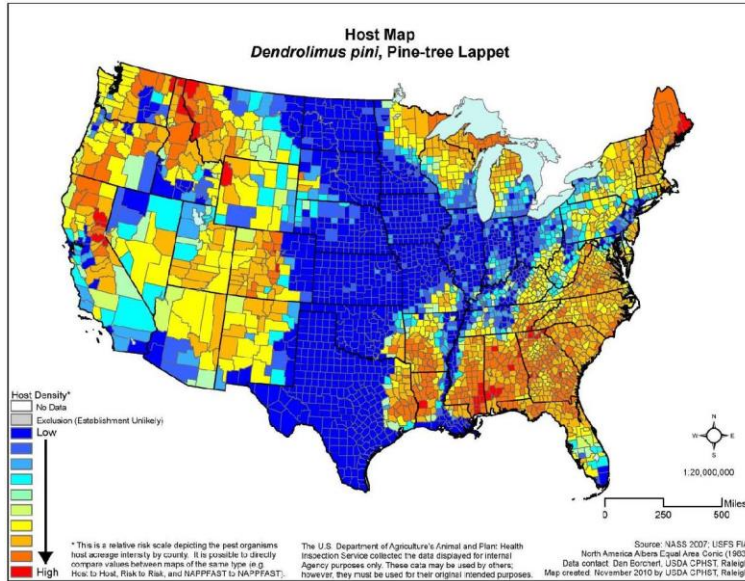 Host Map
Dendrolimus pini, Pine-tree Lappet
Host Density*
No Data
Exclusion (Establishment Unlikely)
Low
High
* This is a relative risk scale depicting the pest organisms
host acreage intensity by county. It is possible to directly
compare values between maps of the same type (e.g.
Host to Host, Risk to Risk, and NAPPFAST to NAPPFAST).
The U.S. Department of Agriculture's Animal and Plant Health
Inspection Service collected the data displayed for internal
Agency purposes only. These data may be used by others;
however, they must be used for their original intended purposes.
N
W E
S
1:20,000,000
Miles
0 250 500
Source: NASS 2007; USFS FIA
North America Albers Equal Area Conic (1983
Data contact: Dan Borchert, USDA CPHST, Raleigh
Map created: November 2010 by USDA CPHST, Raleigh